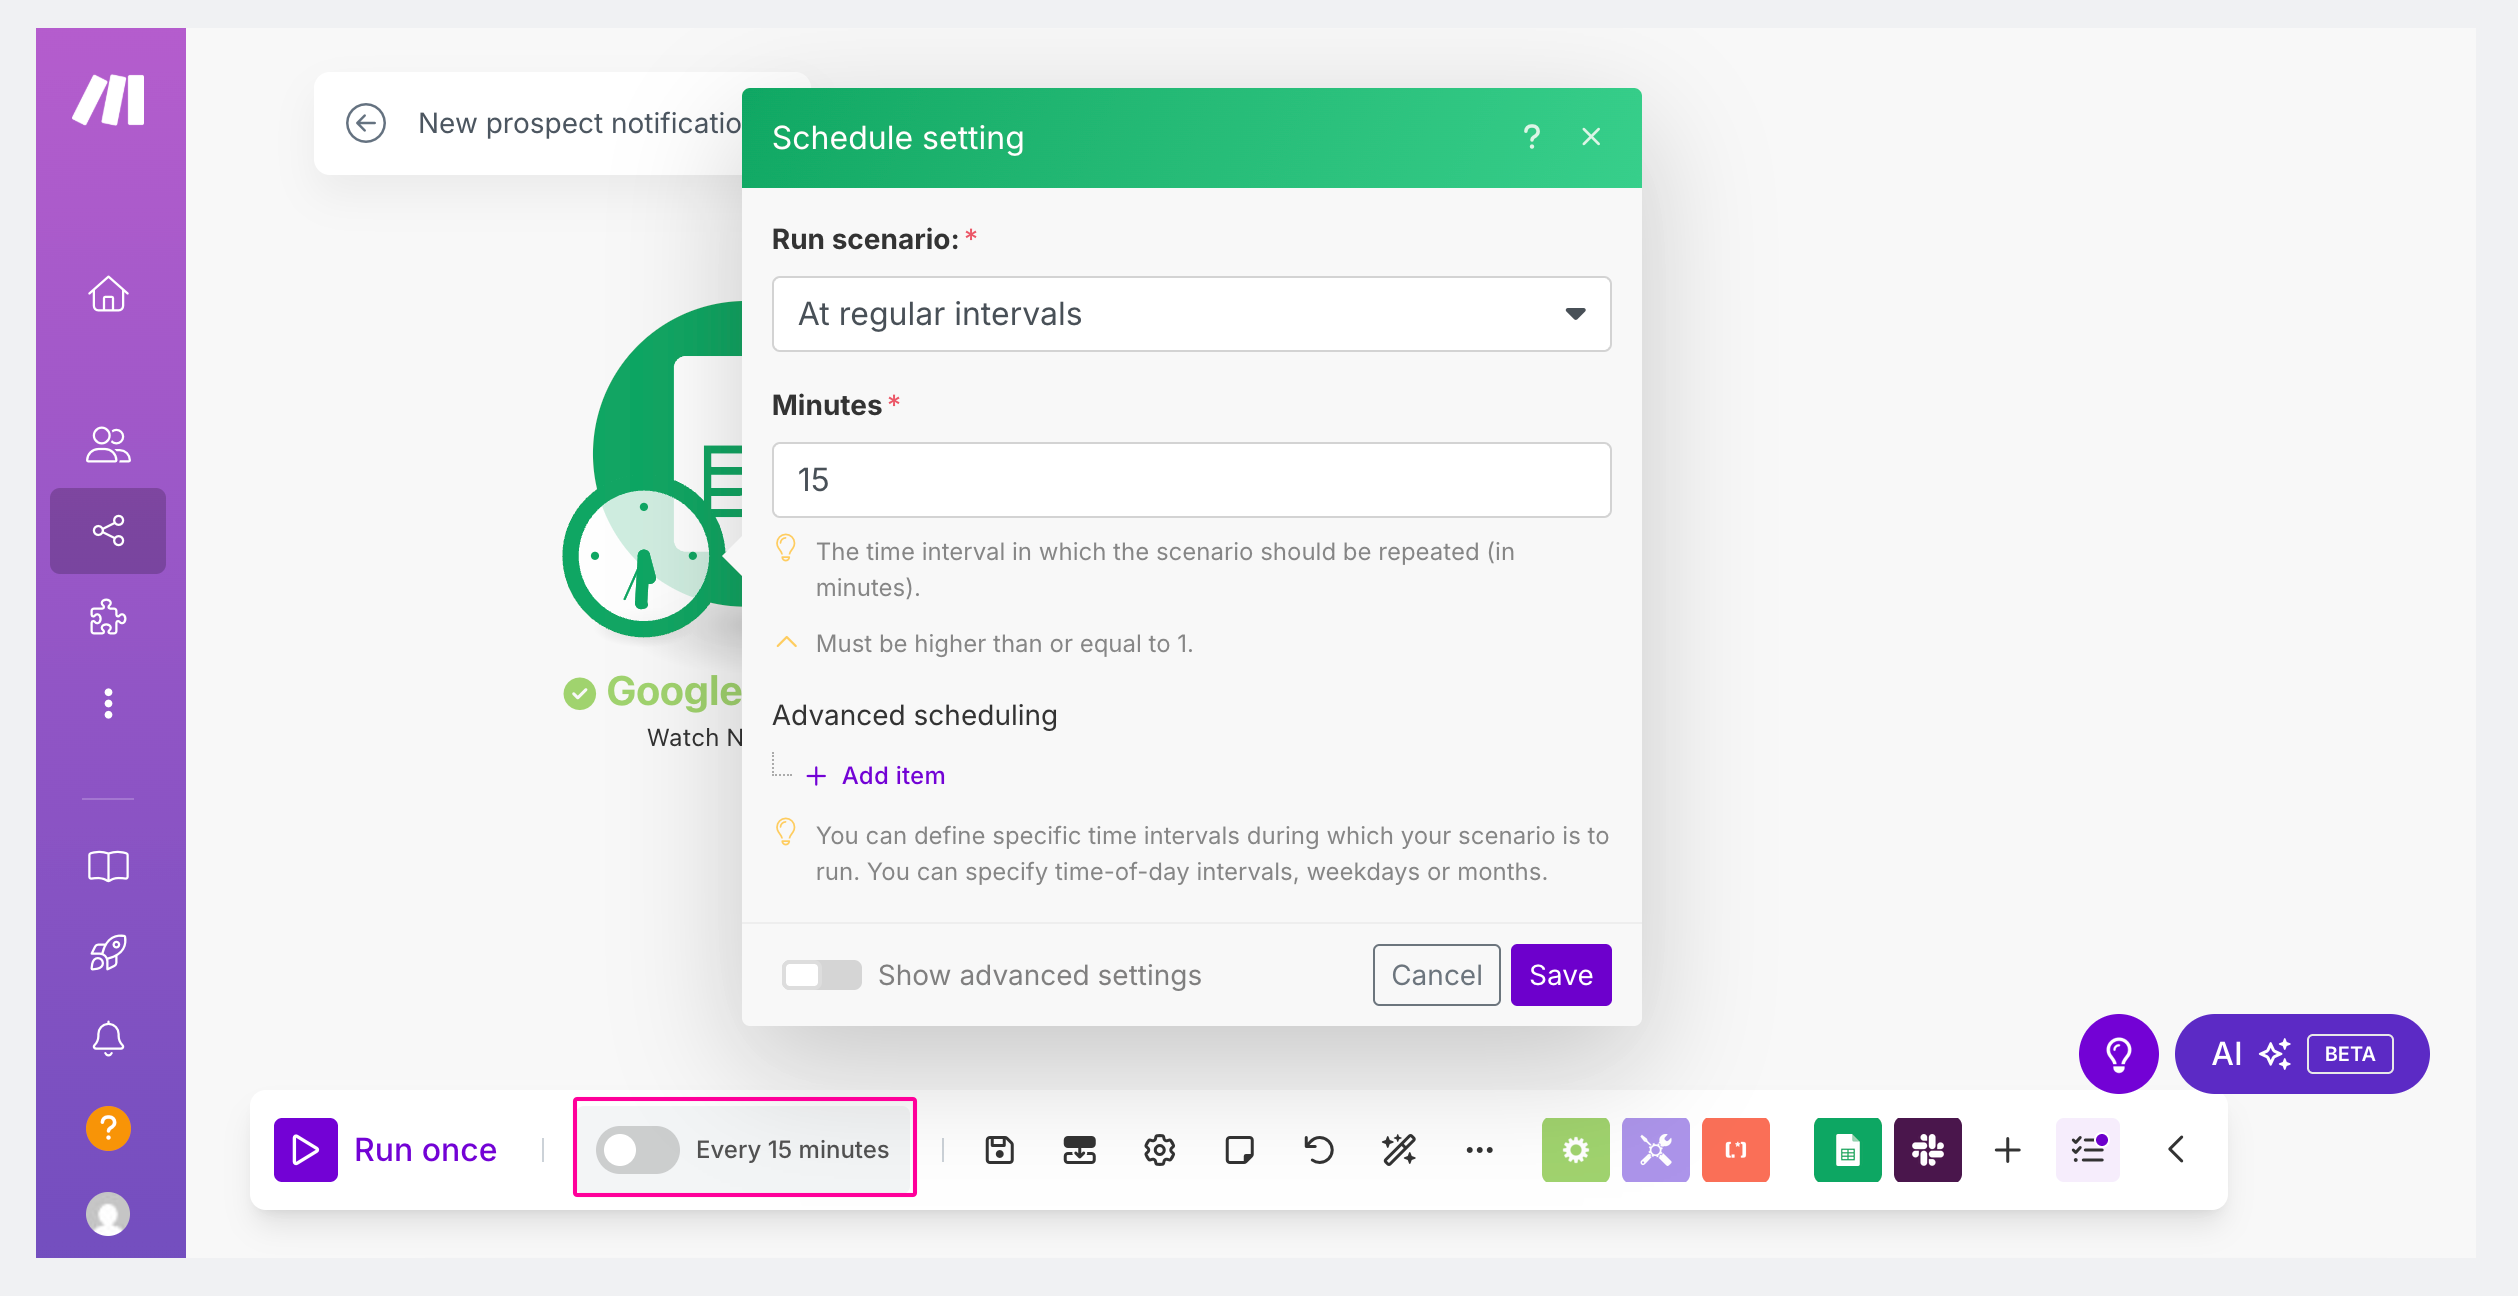 New prospect notificatio
Schedule setting
?
Run scenario: *
At regular intervals
Minutes *
15
The time interval in which the scenario should be repeated (in
minutes).
Must be higher than or equal to 1.
Google
Watch N
Advanced scheduling
+ Add item
You can define specific time intervals during which your scenario is to
run. You can specify time-of-day intervals, weekdays or months.
Show advanced settings
Cancel
Save
AI
BETA
?
Run once
Every 15 minutes